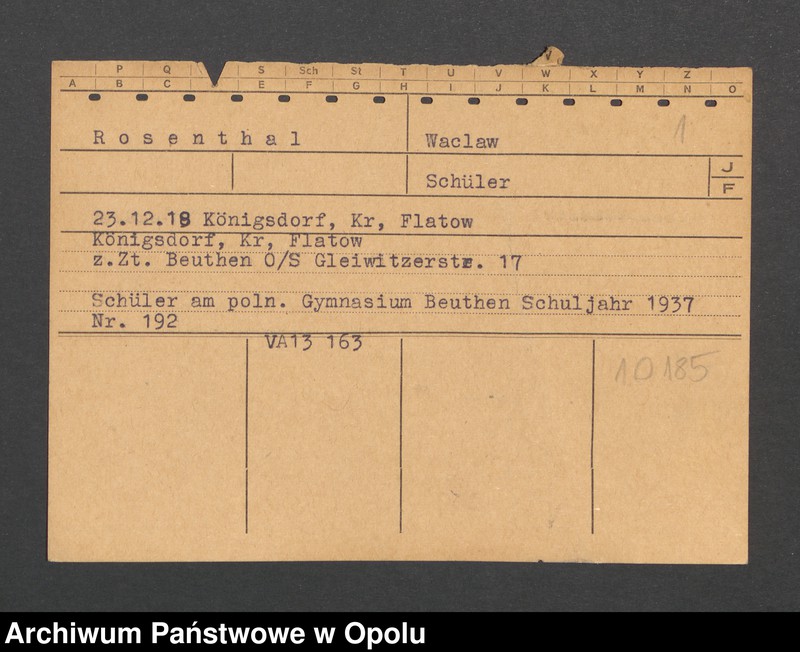 P Q S Sch St T U V W X Y Z
A B C E F G H I J K L M N O
Rosenthal Waclaw 1
Schüler J
F
23.12.18 Königsdorf, Kr, Flatow
Königsdorf, Kr, Flatow
z.Zt. Beuthen O/S Gleiwitzerstr. 17
Schüler am poln. Gymnasium Beuthen Schuljahr 1937
Nr. 192
VA13 163
10185
Archiwum Państwowe w Opolu